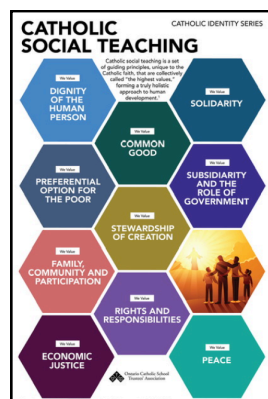 CATHOLIC
SOCIAL TEACHING
CATHOLIC IDENTITY SERIES
Catholic social teaching is a set
of guiding principles, unique to the
Catholic faith, that are collectively
called "the highest values,"
forming a truly holistic
approach to human
development.
We Value
DIGNITY
OF THE
HUMAN
PERSON
We Value
SOLIDARITY
We Value
COMMON
GOOD
We Value
PREFERENTIAL
OPTION FOR
THE POOR
We Value
SUBSIDIARITY
AND THE
ROLE OF
GOVERNMENT
We Value
STEWARDSHIP
OF CREATION
We Value
FAMILY,
COMMUNITY AND
PARTICIPATION
We Value
RIGHTS AND
RESPONSIBILITIES
We Value
ECONOMIC
JUSTICE
We Value
PEACE
Ontario Catholic School
Trustees' Association